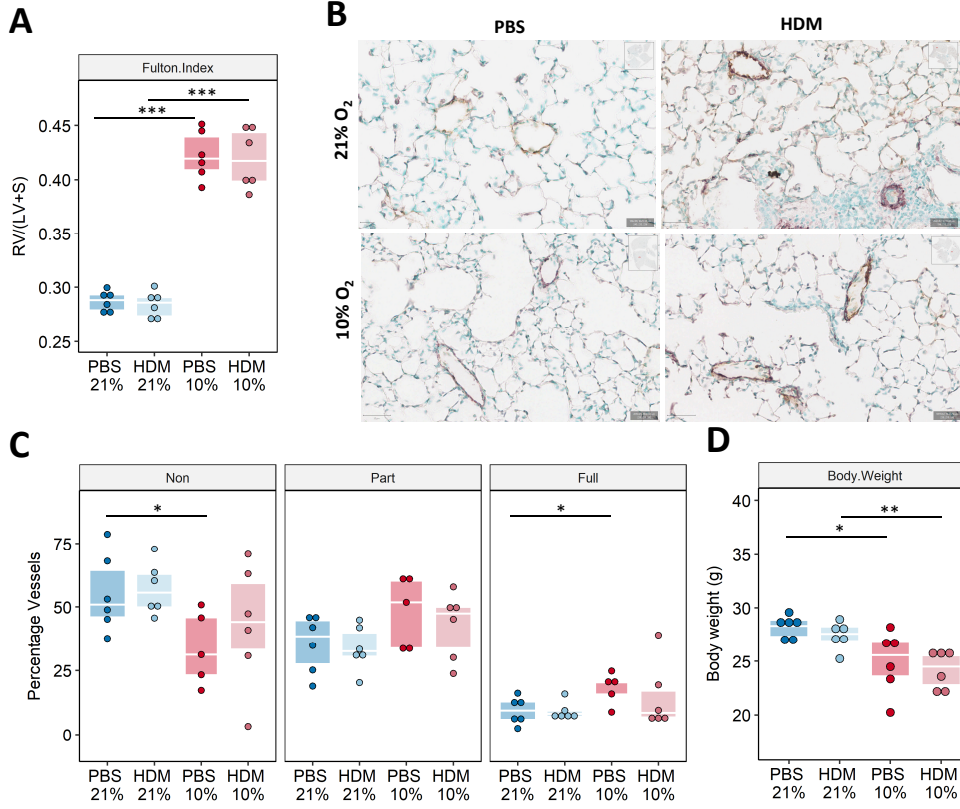 A
Fulton.Index
***
***
RV/(LV+S)
0.45
0.40
0.35
0.30
0.25
PBS HDM PBS HDM
21% 21% 10% 10%
B
PBS HDM
21% O2
10% O2
C
Non Part Full
* *
Percentage Vessels
75
50
25
0
PBS HDM PBS HDM PBS HDM PBS HDM PBS HDM PBS HDM
21% 21% 10% 10% 21% 21% 10% 10% 21% 21% 10% 10%
D
Body.Weight
**
*
Body weight (g)
40
35
30
25
20
PBS HDM PBS HDM
21% 21% 10% 10%